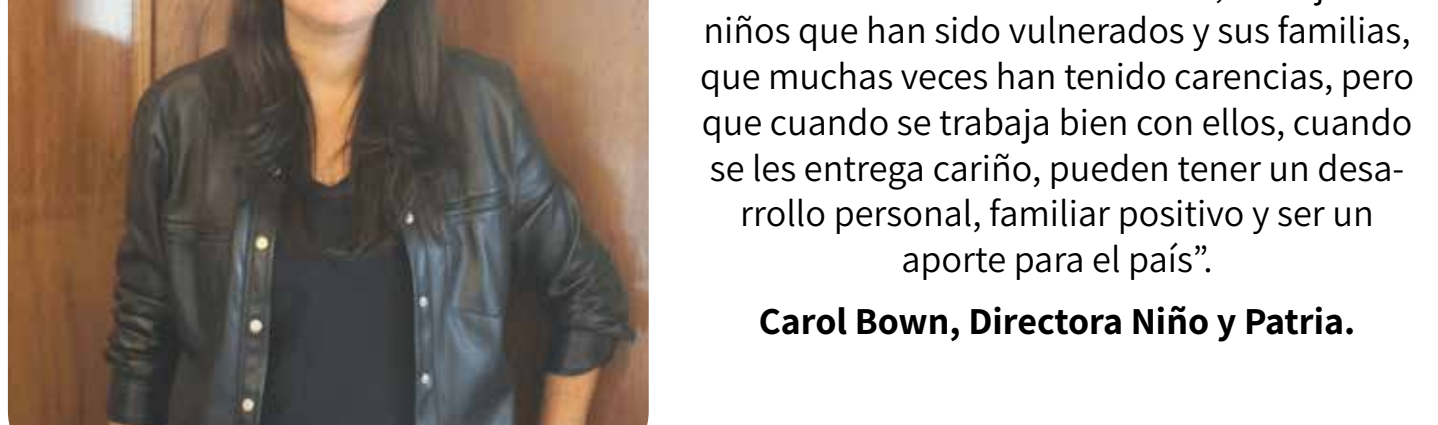 niños que han sido vulnerados y sus familias,
que muchas veces han tenido carencias, pero
que cuando se trabaja bien con ellos, cuando
se les entrega cariño, pueden tener un desa-
rrollo personal, familiar positivo y ser un
aporte para el país”.
Carol Bown, Directora Niño y Patria.